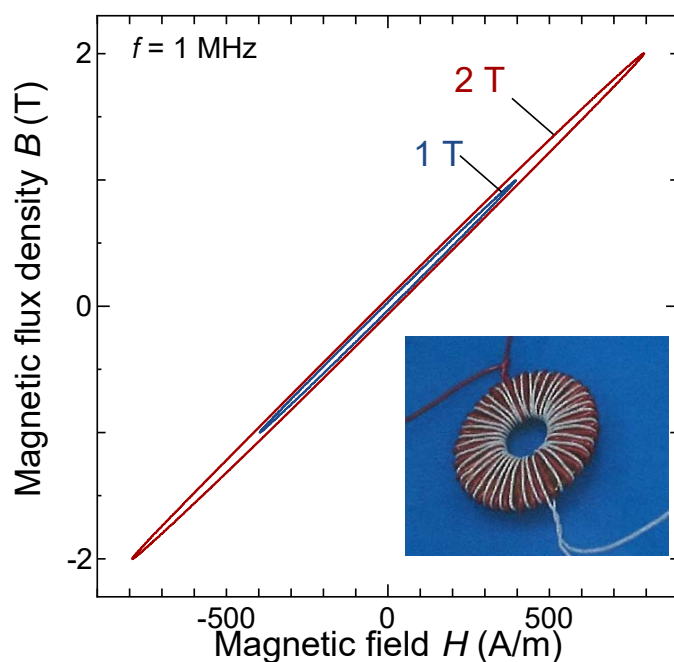 f = 1 MHz
2 T
1 T
Magnetic flux density B (T)
2
0
-2
-500
0
500
Magnetic field H (A/m)